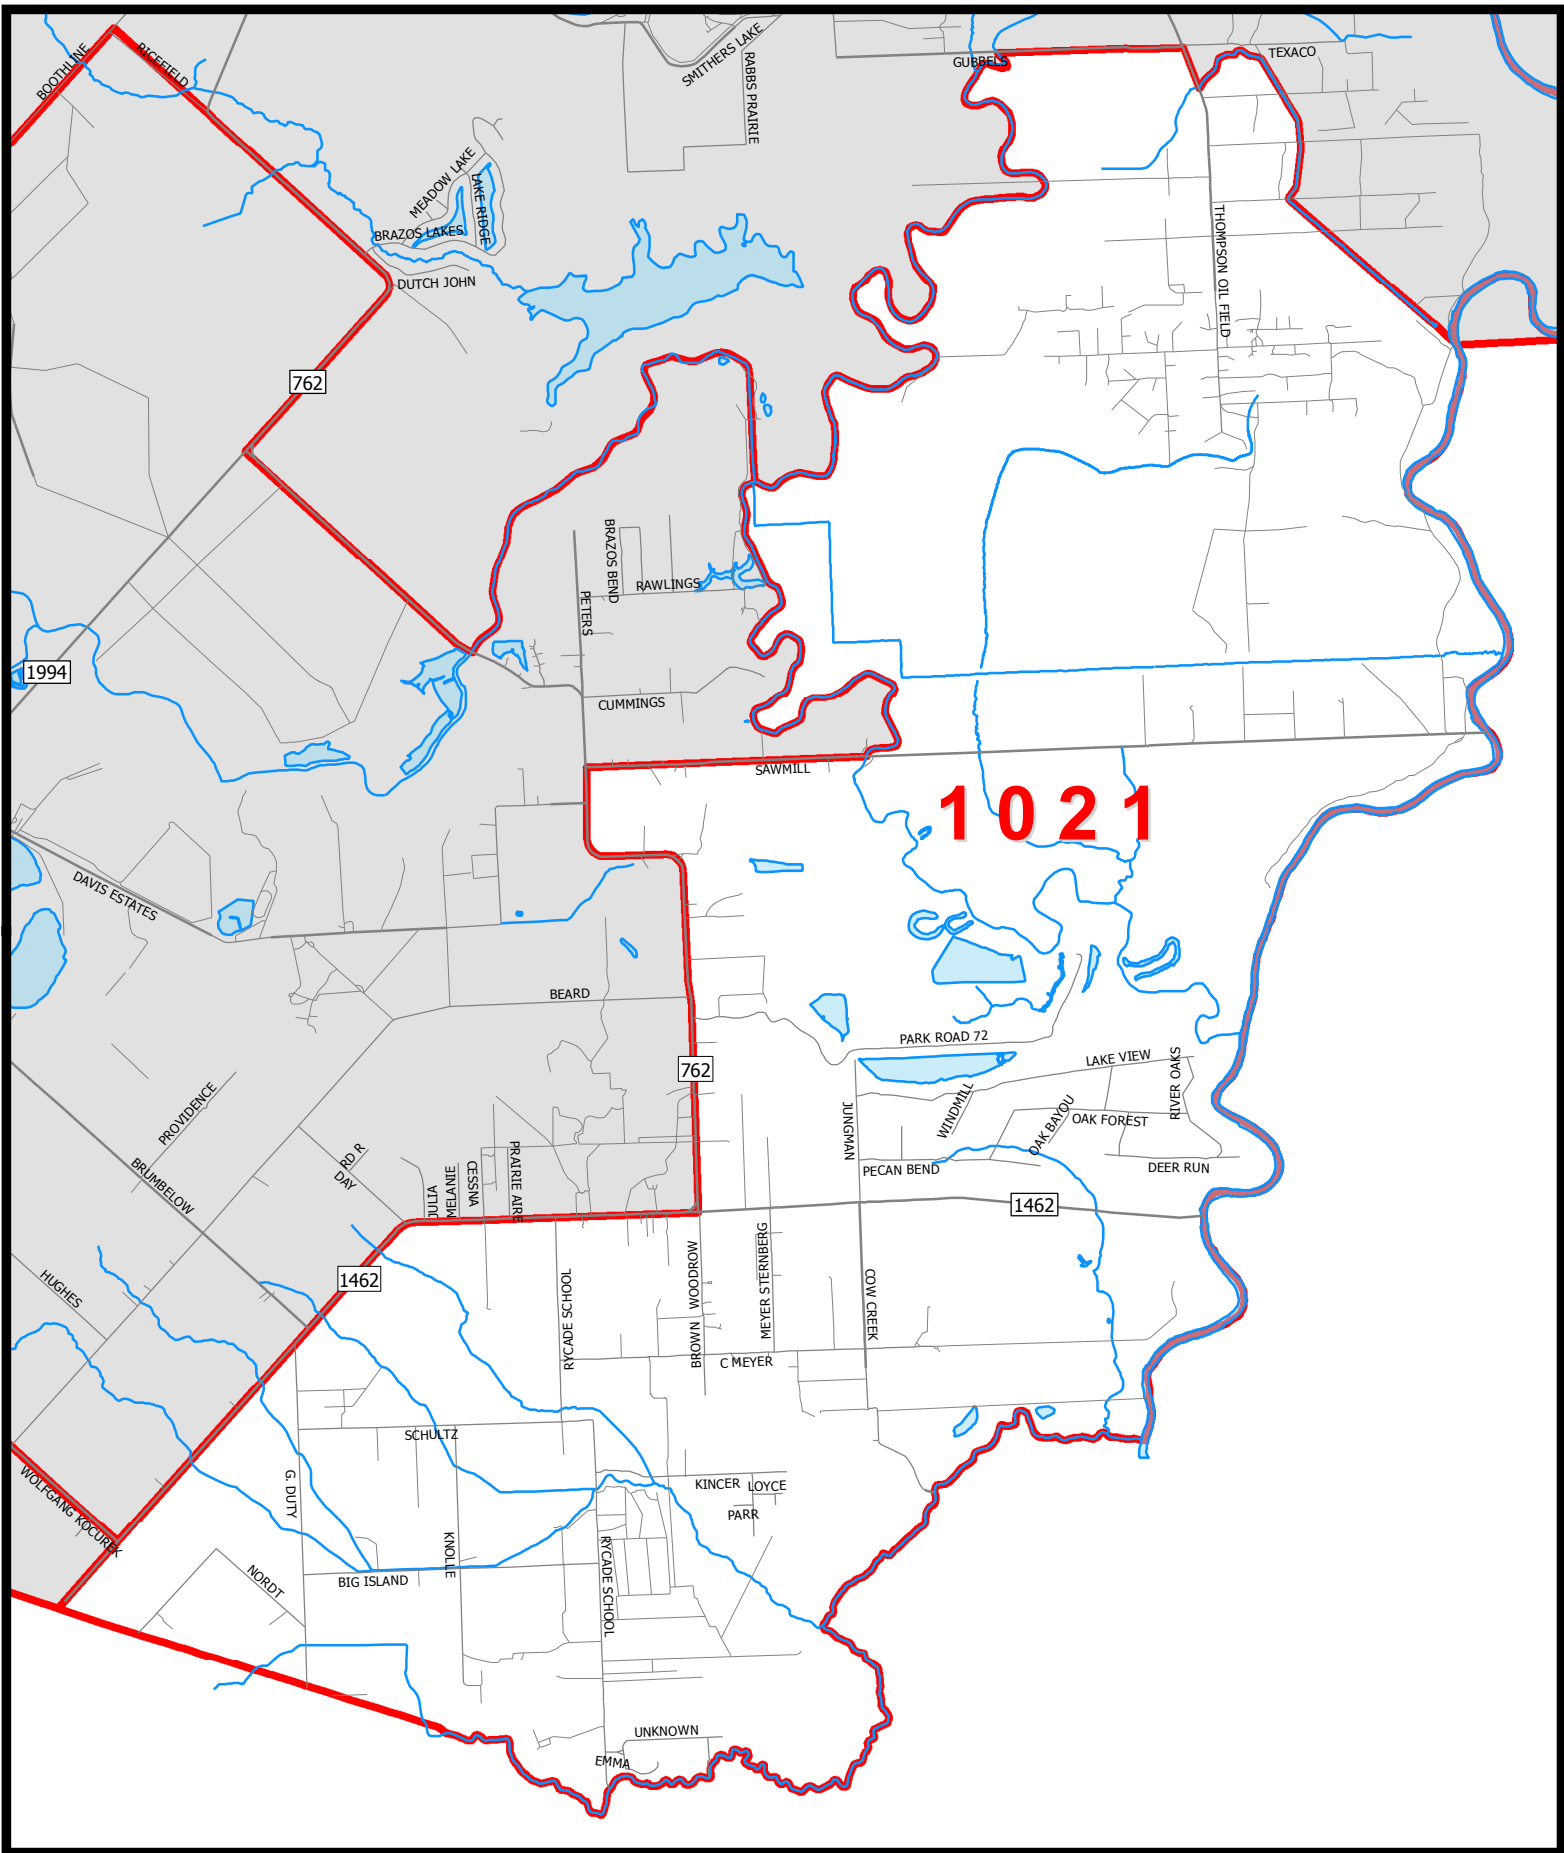 SMITHERS LAKE
TEXACO
GUBBELS
BOOTHLINE
RICEFIELD
RABBS PRAIRIE
MEADOW LAKE
LAKE RIDGE
BRAZOS LAKES
DUTCH JOHN
THOMPSON OIL FIELD
762
BRAZOS BEND
RAWLINGS
PETERS
1994
CUMMINGS
SAWMILL
1021
DAVIS ESTATES
BEARD
PARK ROAD 72
LAKE VIEW
762
RIVER OAKS
PROVIDENCE
WINDMILL
JUNGMAN
OAK BAYOU
OAK FOREST
BRUMBELOW
RD R
DAY
JULIA
MELANIE
CESSNA
PRAIRIE AIRE
PECAN BEND
DEER RUN
1462
HUGHES
1462
RYCADE SCHOOL
BROWN WOODROW
MEYER STERNBERG
COW CREEK
C MEYER
SCHULTZ
WOLFGANG KOCUREK
G. DUTY
KINCER
LOYCE
PARR
KNOLLE
RYCADE SCHOOL
NORDT
BIG ISLAND
UNKNOWN
EMMA